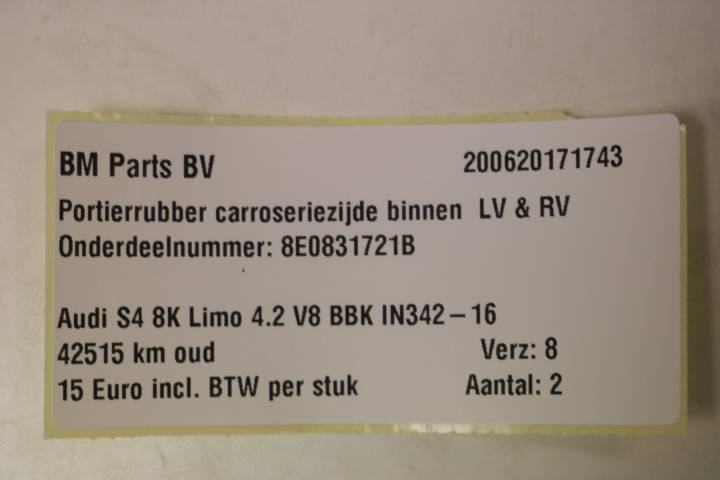 BM Parts BV 200620171743
Portierrubber carroseriezijde binnen LV & RV
Onderdeelnummer: 8E0831721B
Audi S4 8K Limo 4.2 V8 BBK IN342-16
42515 km oud Verz: 8
15 Euro incl. BTW per stuk Aantal: 2